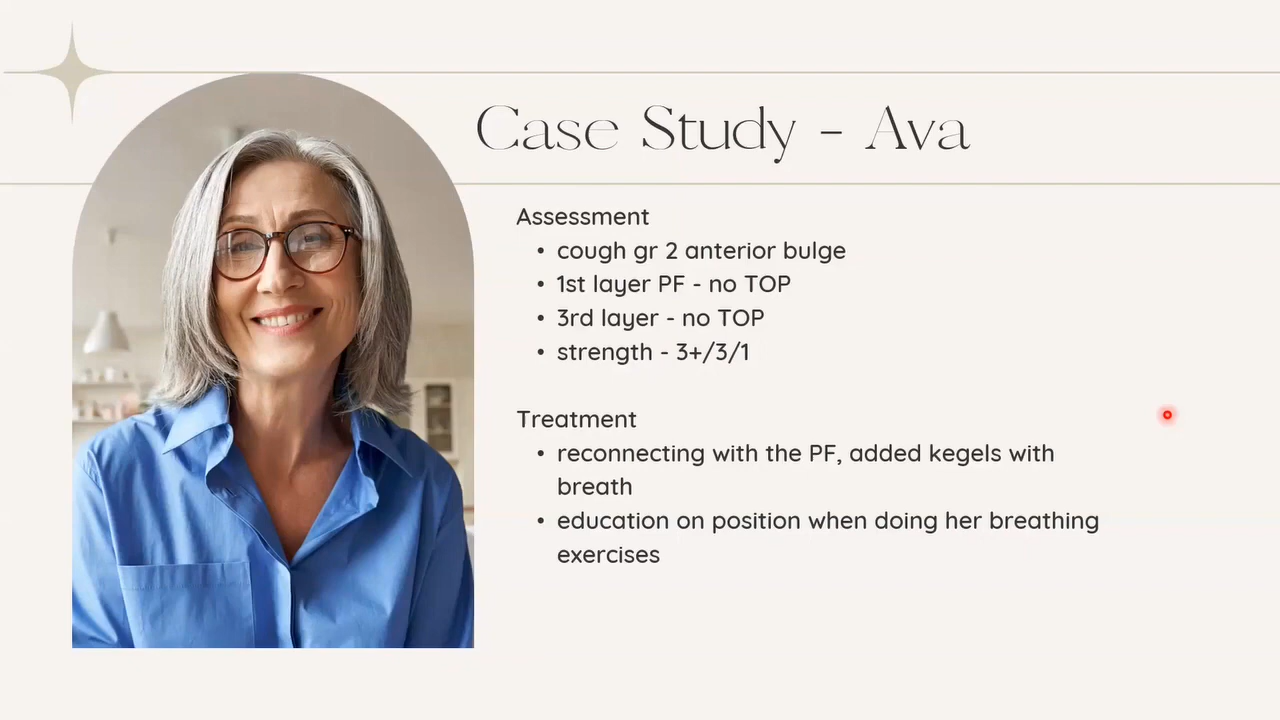 Case Study - Ava
Assessment
• cough gr 2 anterior bulge
• 1st layer PF - no TOP
• 3rd layer - no TOP
• strength - 3+/3/1
Treatment
• reconnecting with the PF, added kegels with
breath
• education on position when doing her breathing
exercises